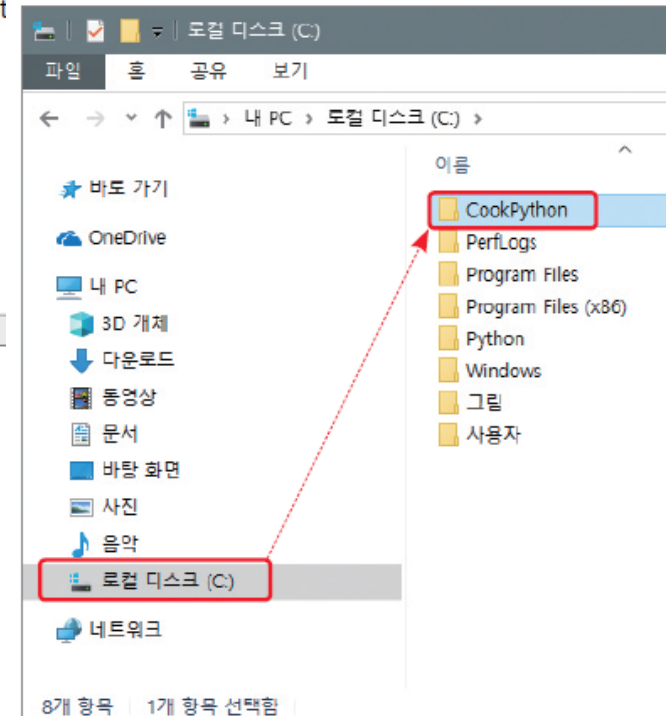 t
로컬 디스크 (C:)
파일 홈 공유 보기
내 PC › 로컬 디스크 (C:) ›
이름
바로 가기
OneDrive
내 PC
3D 개체
다운로드
동영상
문서
바탕 화면
사진
음악
로컬 디스크 (C:)
네트워크
CookPython
PerfLogs
Program Files
Program Files (x86)
Python
Windows
그림
사용자
8개 항목 1개 항목 선택함